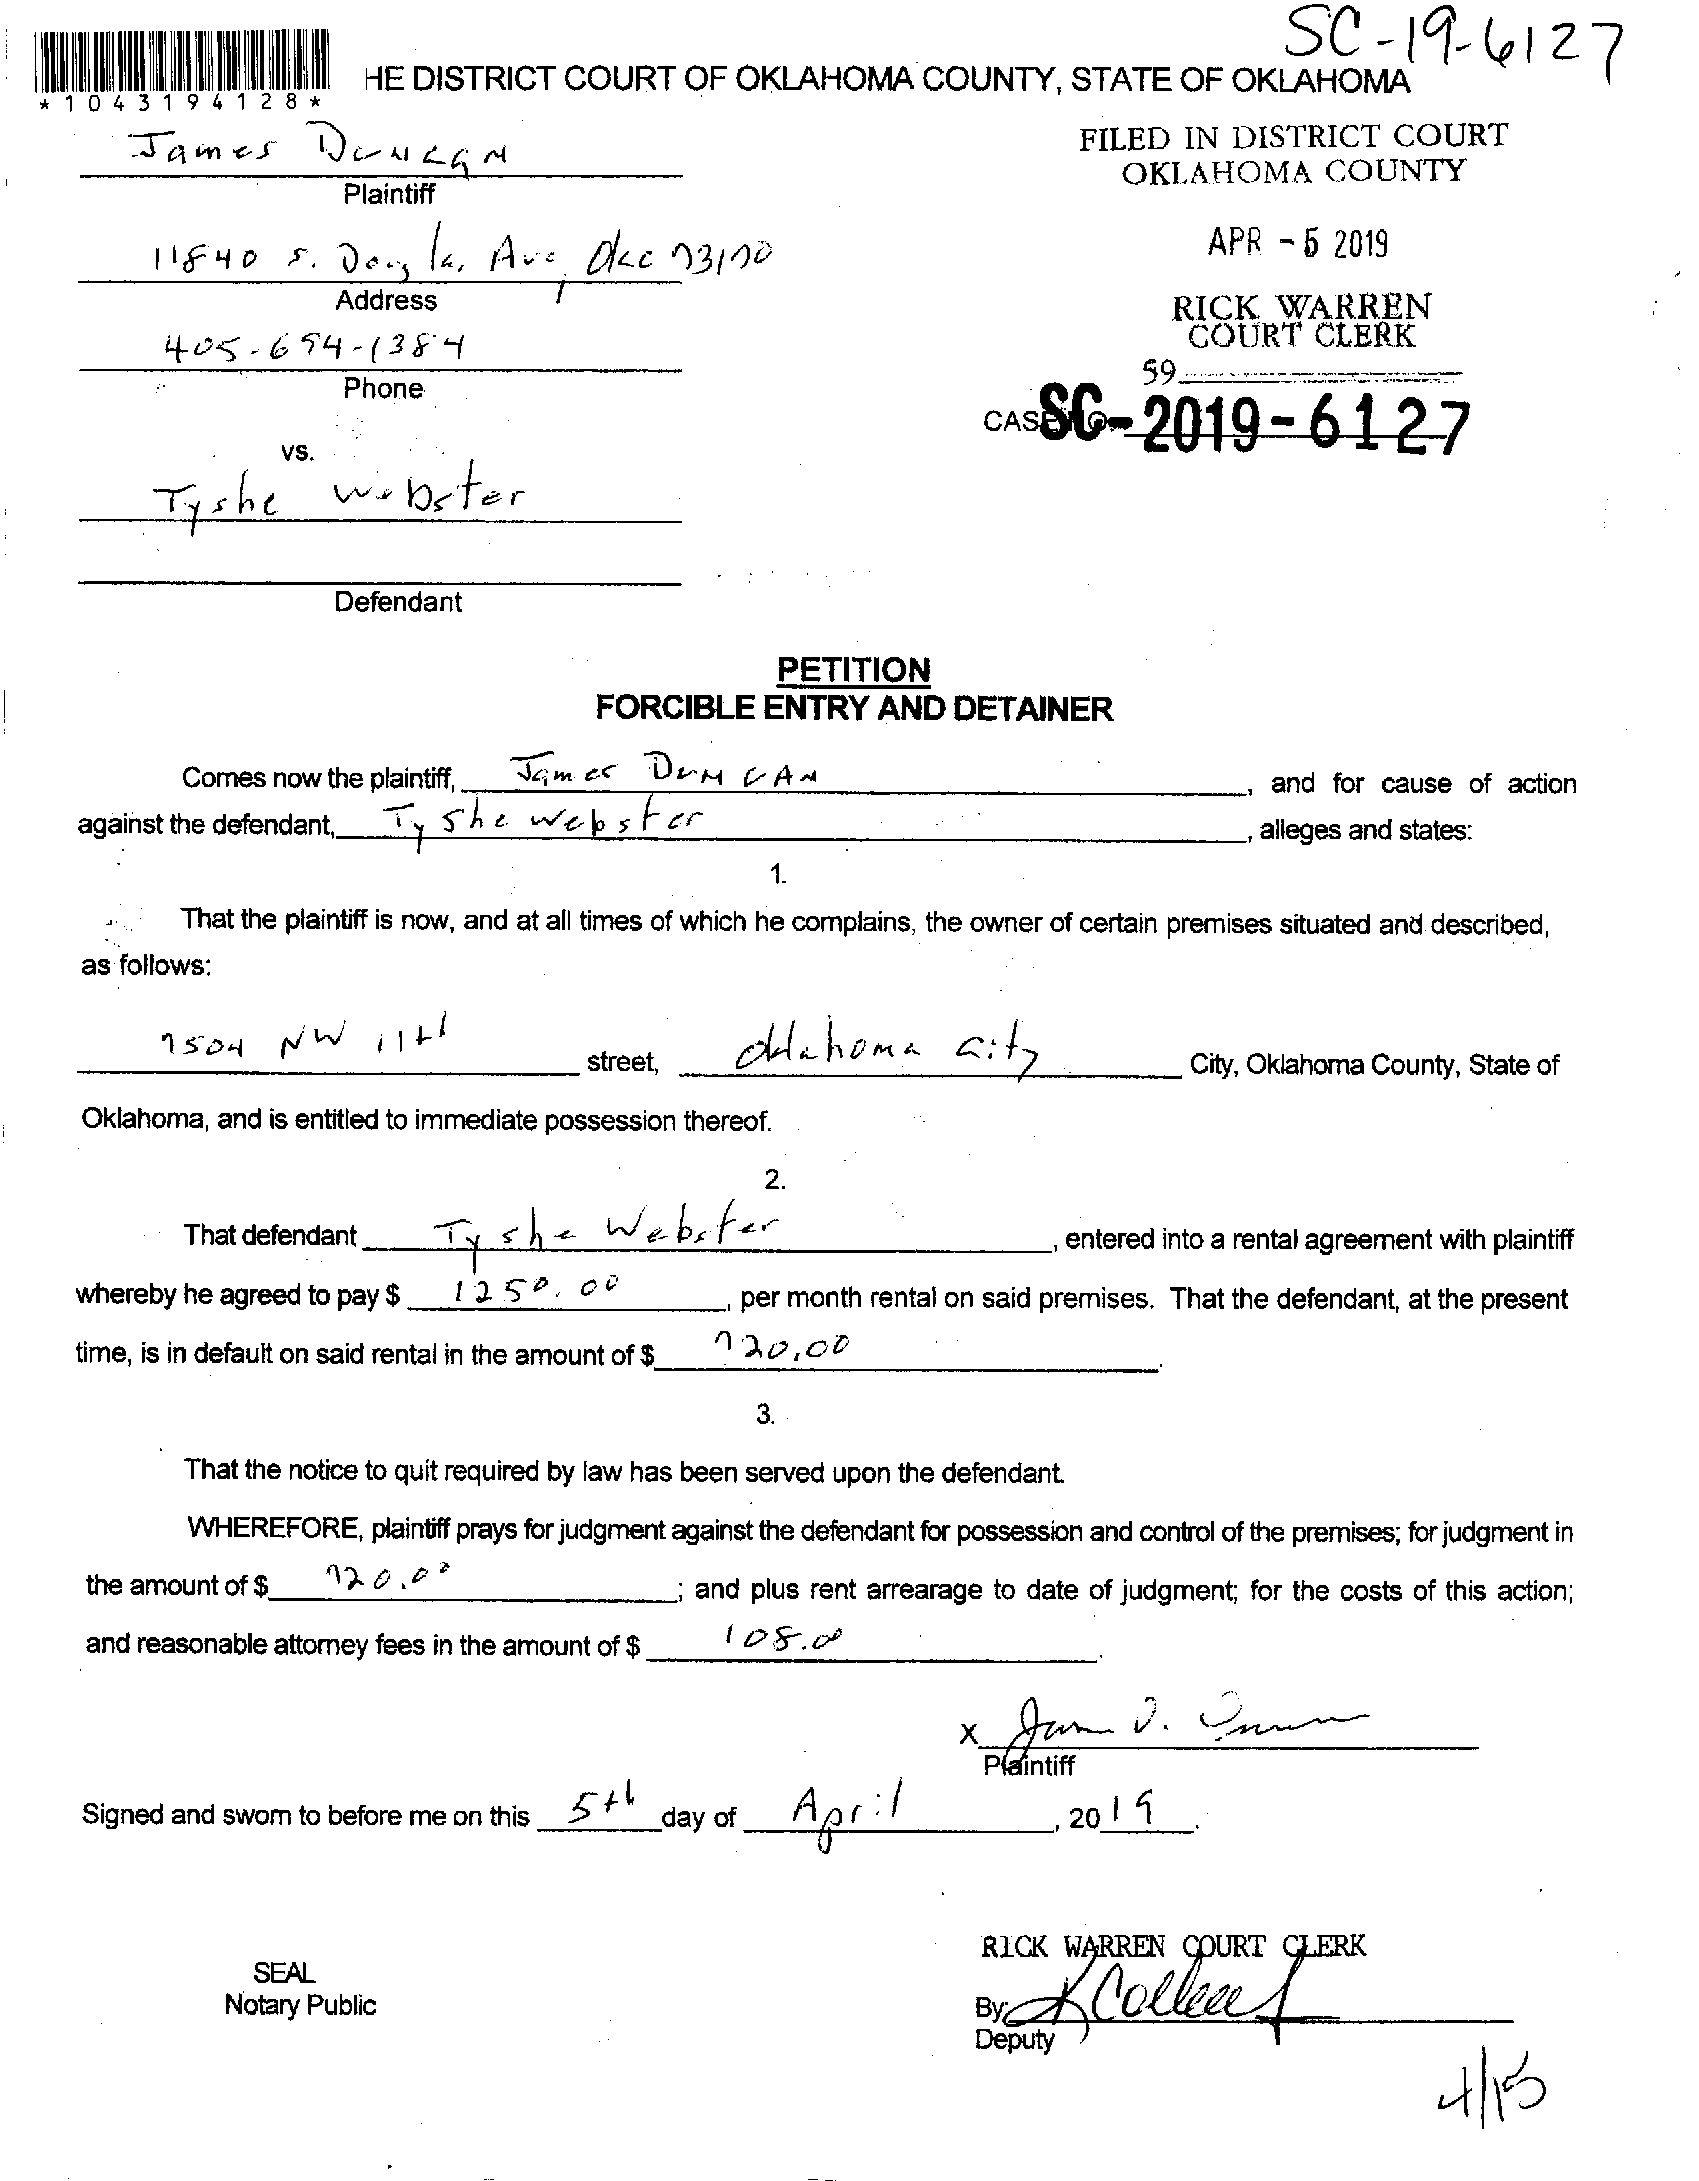 SC-19-6127
*1043194128*
HE DISTRICT COURT OF OKLAHOMA COUNTY, STATE OF OKLAHOMA
James Duncan
Plaintiff
FILED IN DISTRICT COURT
OKLAHOMA COUNTY
11840 S. Dougla, Ave, Okc 73170
Address
APR - 5 2019
405-694-1384
Phone
RICK WARREN
COURT CLERK
59
CASE NO. SC-2019-6127
vs.
Tyshe Webster
Defendant
PETITION
FORCIBLE ENTRY AND DETAINER
Comes now the plaintiff, James Duncan, and for cause of action
against the defendant, Tyshe Webster, alleges and states:
1.
That the plaintiff is now, and at all times of which he complains, the owner of certain premises situated and described,
as follows:
7504 NW 11th street, Oklahoma City City, Oklahoma County, State of
Oklahoma, and is entitled to immediate possession thereof.
2.
That defendant Tyshe Webster, entered into a rental agreement with plaintiff
whereby he agreed to pay $ 1250.00, per month rental on said premises. That the defendant, at the present
time, is in default on said rental in the amount of $ 720.00.
3.
That the notice to quit required by law has been served upon the defendant.
WHEREFORE, plaintiff prays for judgment against the defendant for possession and control of the premises; for judgment in
the amount of $ 720.00; and plus rent arrearage to date of judgment; for the costs of this action;
and reasonable attorney fees in the amount of $ 108.00.
X
Plaintiff
Signed and sworn to before me on this 5th day of April, 2019.
RICK WARREN COURT CLERK
SEAL
Notary Public
By
Deputy
4/15